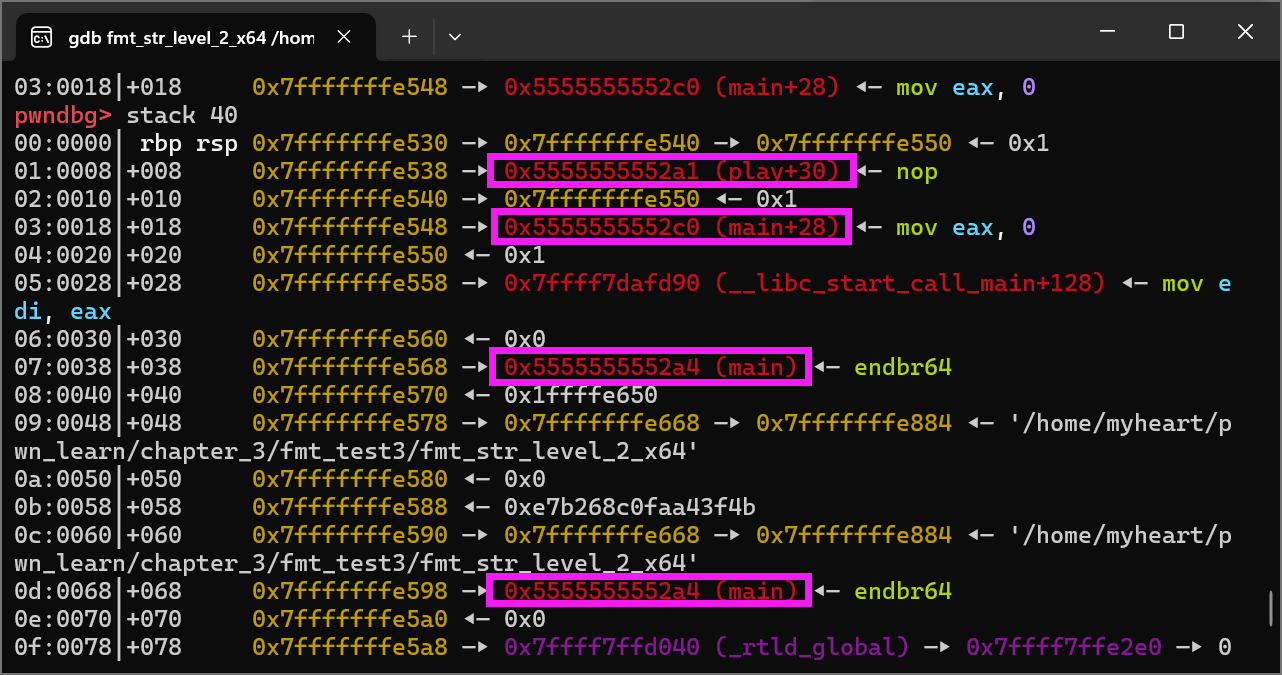 gdb fmt_str_level_2_x64 /hom
03:0018│+018     0x7fffffffe548 —▸ 0x5555555552c0 (main+28) ◂— mov eax, 0
pwndbg> stack 40
00:0000│ rbp rsp 0x7fffffffe530 —▸ 0x7fffffffe540 —▸ 0x7fffffffe550 ◂— 0x1
01:0008│+008     0x7fffffffe538 —▸ 0x5555555552a1 (play+30) ◂— nop
02:0010│+010     0x7fffffffe540 —▸ 0x7fffffffe550 ◂— 0x1
03:0018│+018     0x7fffffffe548 —▸ 0x5555555552c0 (main+28) ◂— mov eax, 0
04:0020│+020     0x7fffffffe550 ◂— 0x1
05:0028│+028     0x7fffffffe558 —▸ 0x7ffff7dafd90 (__libc_start_call_main+128) ◂— mov e
di, eax
06:0030│+030     0x7fffffffe560 ◂— 0x0
07:0038│+038     0x7fffffffe568 —▸ 0x5555555552a4 (main) ◂— endbr64
08:0040│+040     0x7fffffffe570 ◂— 0x1ffffe650
09:0048│+048     0x7fffffffe578 —▸ 0x7fffffffe668 —▸ 0x7fffffffe884 ◂— '/home/myheart/p
wn_learn/chapter_3/fmt_test3/fmt_str_level_2_x64'
0a:0050│+050     0x7fffffffe580 ◂— 0x0
0b:0058│+058     0x7fffffffe588 ◂— 0xe7b268c0faa43f4b
0c:0060│+060     0x7fffffffe590 —▸ 0x7fffffffe668 —▸ 0x7fffffffe884 ◂— '/home/myheart/p
wn_learn/chapter_3/fmt_test3/fmt_str_level_2_x64'
0d:0068│+068     0x7fffffffe598 —▸ 0x5555555552a4 (main) ◂— endbr64
0e:0070│+070     0x7fffffffe5a0 ◂— 0x0
0f:0078│+078     0x7fffffffe5a8 —▸ 0x7ffff7ffd040 (_rtld_global) —▸ 0x7ffff7ffe2e0 —▸ 0